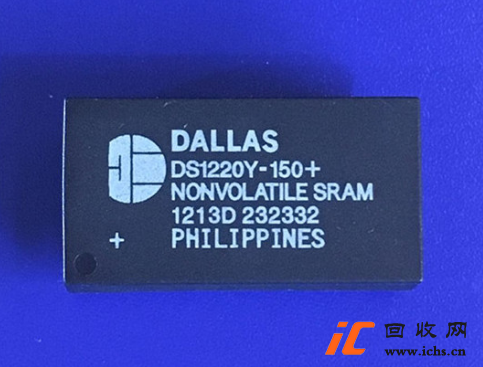 DALLAS
DS1220Y-150+
NONVOLATILE SRAM
1213D 232332
+ PHILIPPINES
iC 回收网
www.ichs.cn